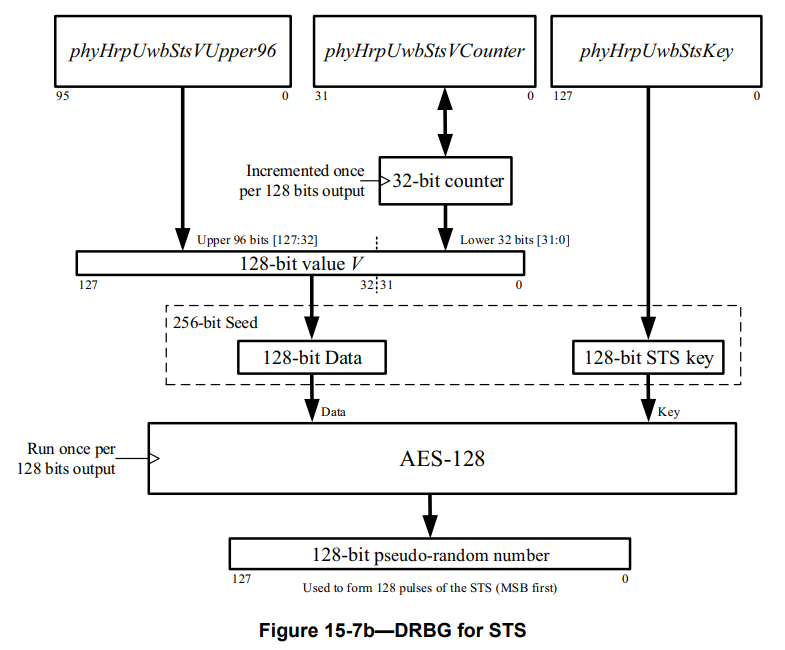 phyHrpUwbStsVUpper96 phyHrpUwbStsVCounter phyHrpUwbStsKey
95 0 31 0 127 0
Incremented once
per 128 bits output
32-bit counter
Upper 96 bits [127:32] Lower 32 bits [31:0]
128-bit value V
127 32 31 0
256-bit Seed
128-bit Data 128-bit STS key
Data Key
Run once per
128 bits output
AES-128
128-bit pseudo-random number
127 0
Used to form 128 pulses of the STS (MSB first)
Figure 15-7b—DRBG for STS